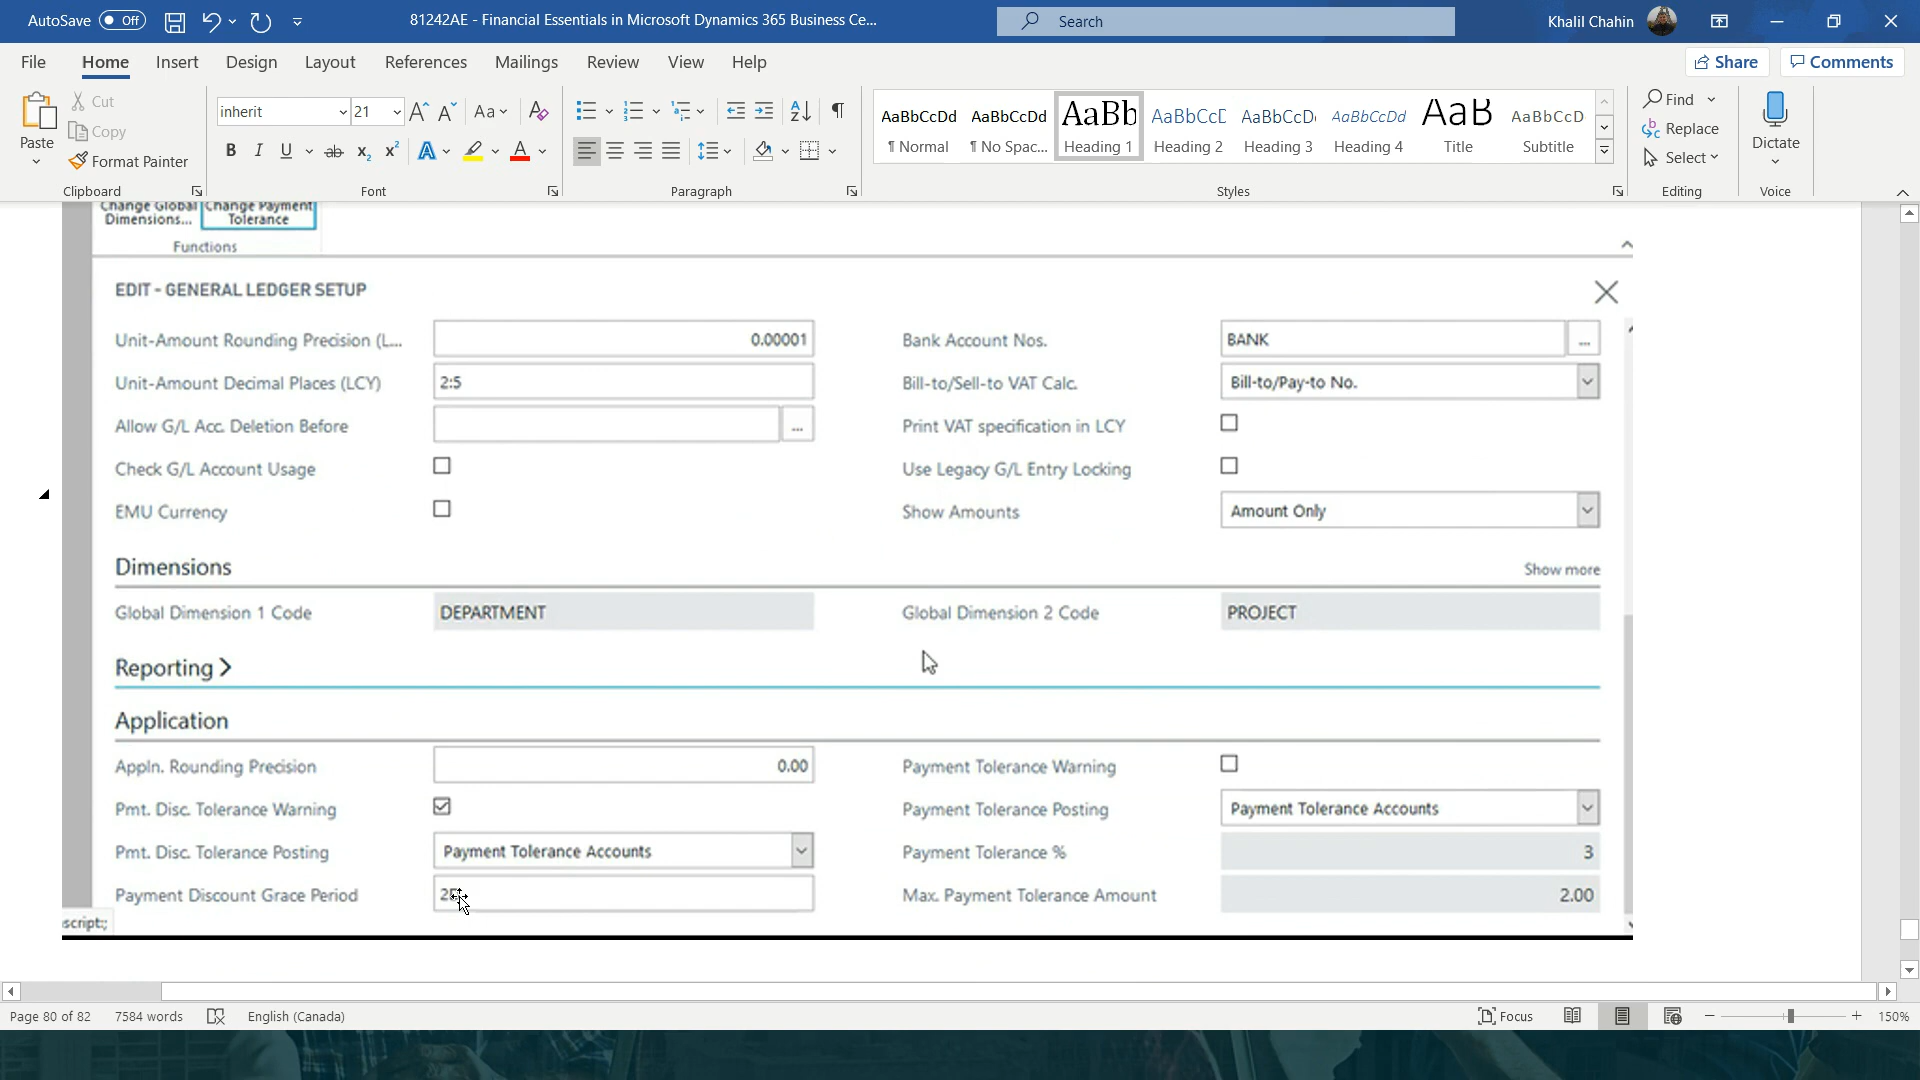 AutoSave Off 81242AE - Financial Essentials in Microsoft Dynamics 365 Business Ce... Search Khalil Chahin
File Home Insert Design Layout References Mailings Review View Help Share Comments
Paste Cut Copy Format Painter
inherit 21 Aa
AaBbCcDd AaBbCcDd AaBb AaBbCcC AaBbCcD AaBbCcDd AaB AaBbCcD
¶ Normal ¶ No Spac... Heading 1 Heading 2 Heading 3 Heading 4 Title Subtitle
Find Replace Select Dictate
Clipboard Font Paragraph Styles Editing Voice
Change Global Dimensions... Change Payment Tolerance
Functions
EDIT - GENERAL LEDGER SETUP
Unit-Amount Rounding Precision (L... 0.00001 Bank Account Nos. BANK ...
Unit-Amount Decimal Places (LCY) 2:5 Bill-to/Sell-to VAT Calc. Bill-to/Pay-to No.
Allow G/L Acc. Deletion Before ... Print VAT specification in LCY
Check G/L Account Usage Use Legacy G/L Entry Locking
EMU Currency Show Amounts Amount Only
Dimensions Show more
Global Dimension 1 Code DEPARTMENT Global Dimension 2 Code PROJECT
Reporting >
Application
Appln. Rounding Precision 0.00 Payment Tolerance Warning
Pmt. Disc. Tolerance Warning Payment Tolerance Posting Payment Tolerance Accounts
Pmt. Disc. Tolerance Posting Payment Tolerance Accounts Payment Tolerance % 3
Payment Discount Grace Period Max. Payment Tolerance Amount 2.00
script:;
Page 80 of 82 7584 words English (Canada) Focus 150%